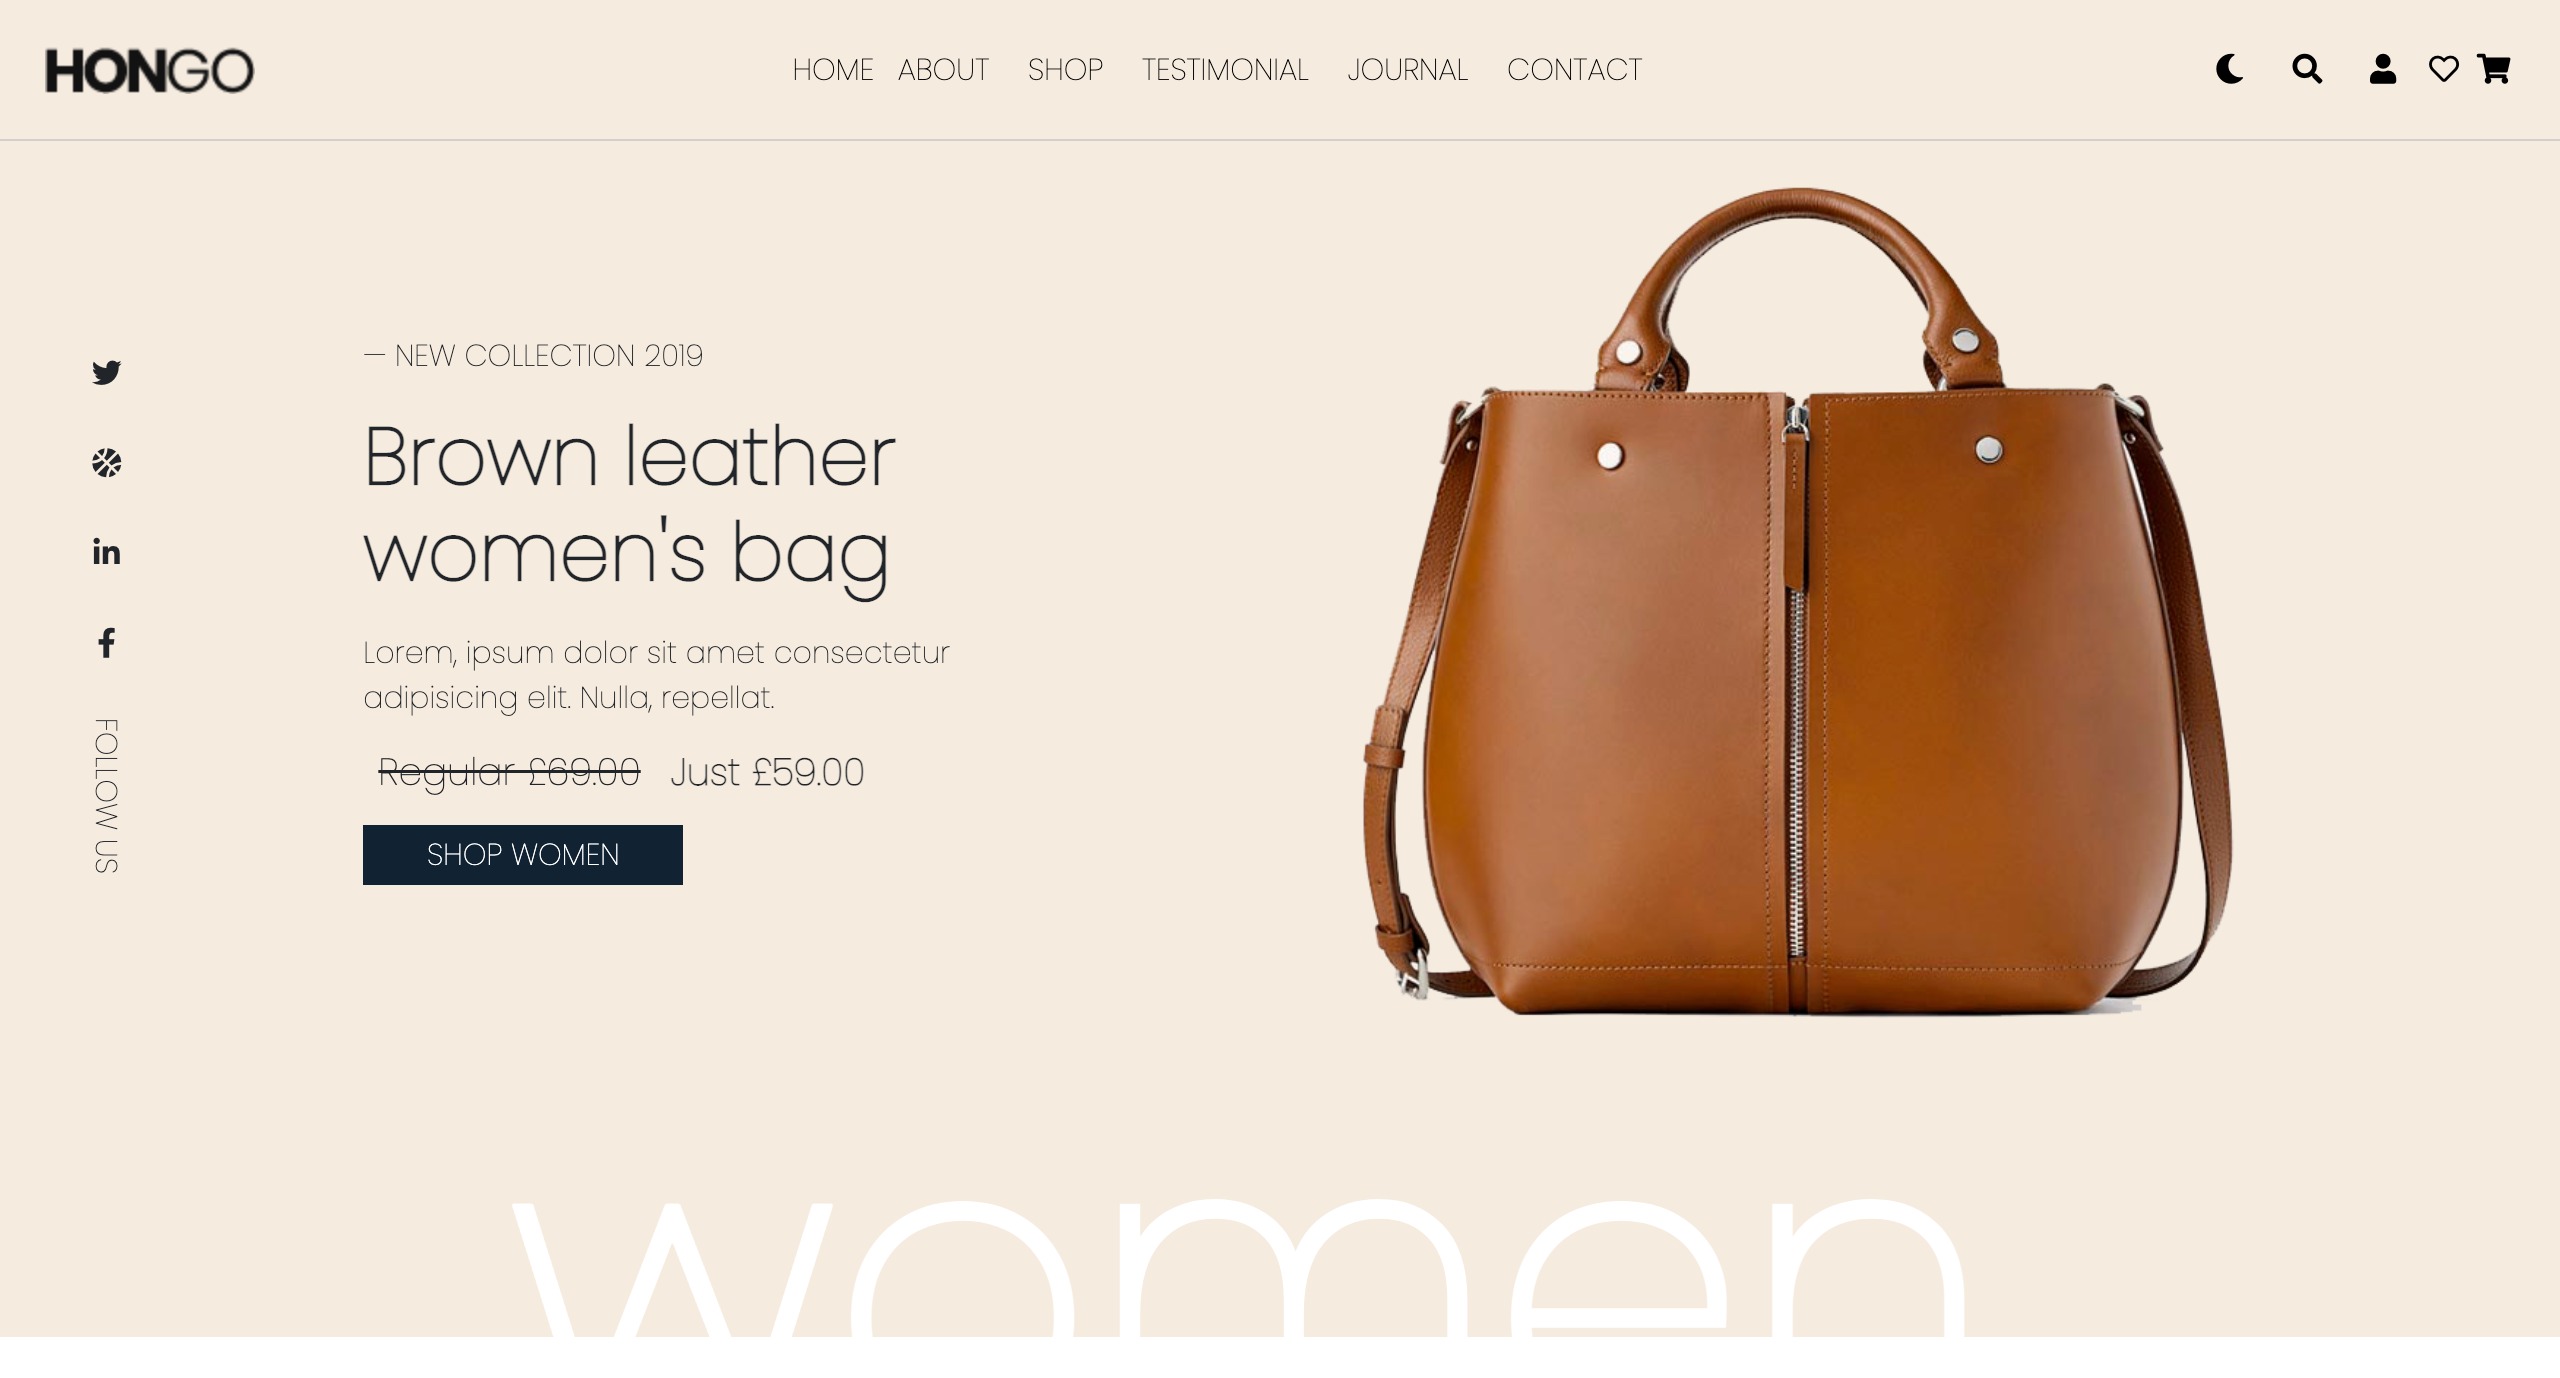 HONGO
HOME ABOUT SHOP TESTIMONIAL JOURNAL CONTACT
— NEW COLLECTION 2019
Brown leather
women's bag
Lorem, ipsum dolor sit amet consectetur
adipisicing elit. Nulla, repellat.
Regular £69.00 Just £59.00
SHOP WOMEN
FOLLOW US
women